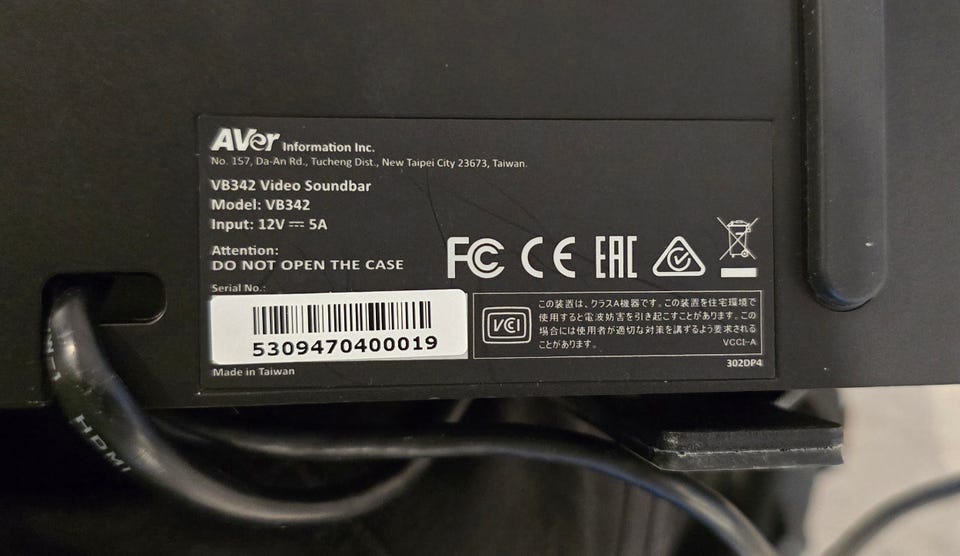 AVer Information Inc.
No. 157, Da-An Rd., Tucheng Dist., New Taipei City 23673, Taiwan.
VB342 Video Soundbar
Model: VB342
Input: 12V ⎓ 5A
Attention:
DO NOT OPEN THE CASE
FC CE EAC
Serial No.:
5309470400019
Made in Taiwan
VCI
この装置は、クラスA機器です。この装置を住宅環境で
使用すると電波妨害を引き起こすことがあります。この
場合には使用者が適切な対策を講ずるよう要求される
ことがあります。
VCCI-A
302DP4
HDMI